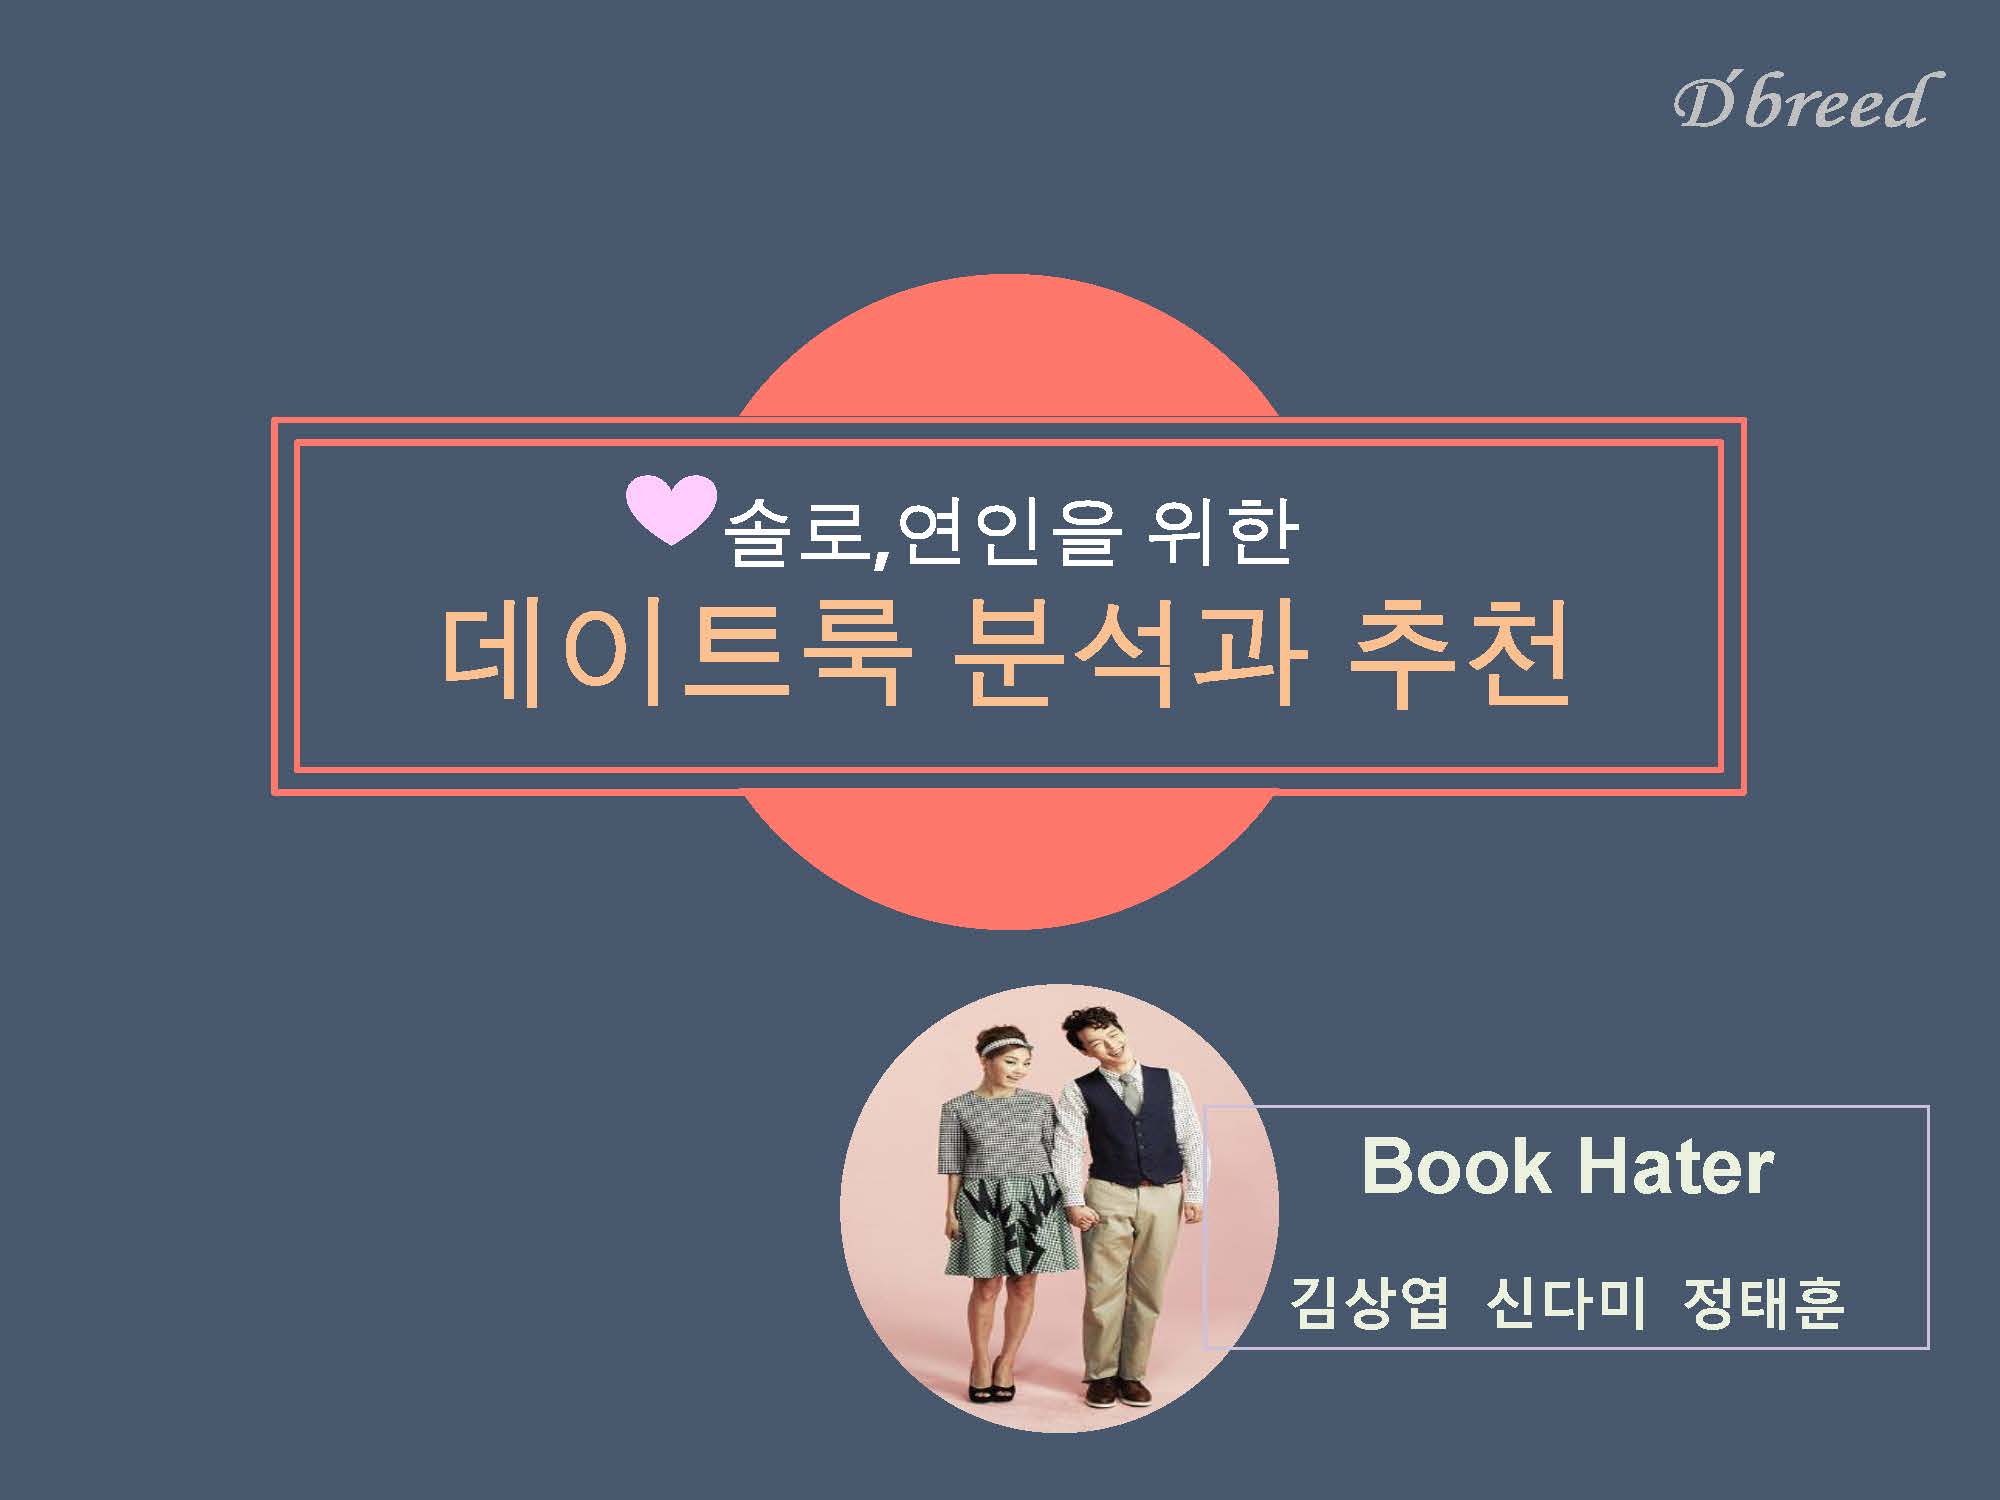 D'breed
솔로,연인을 위한
데이트룩 분석과 추천
Book Hater
김상엽 신다미 정태훈